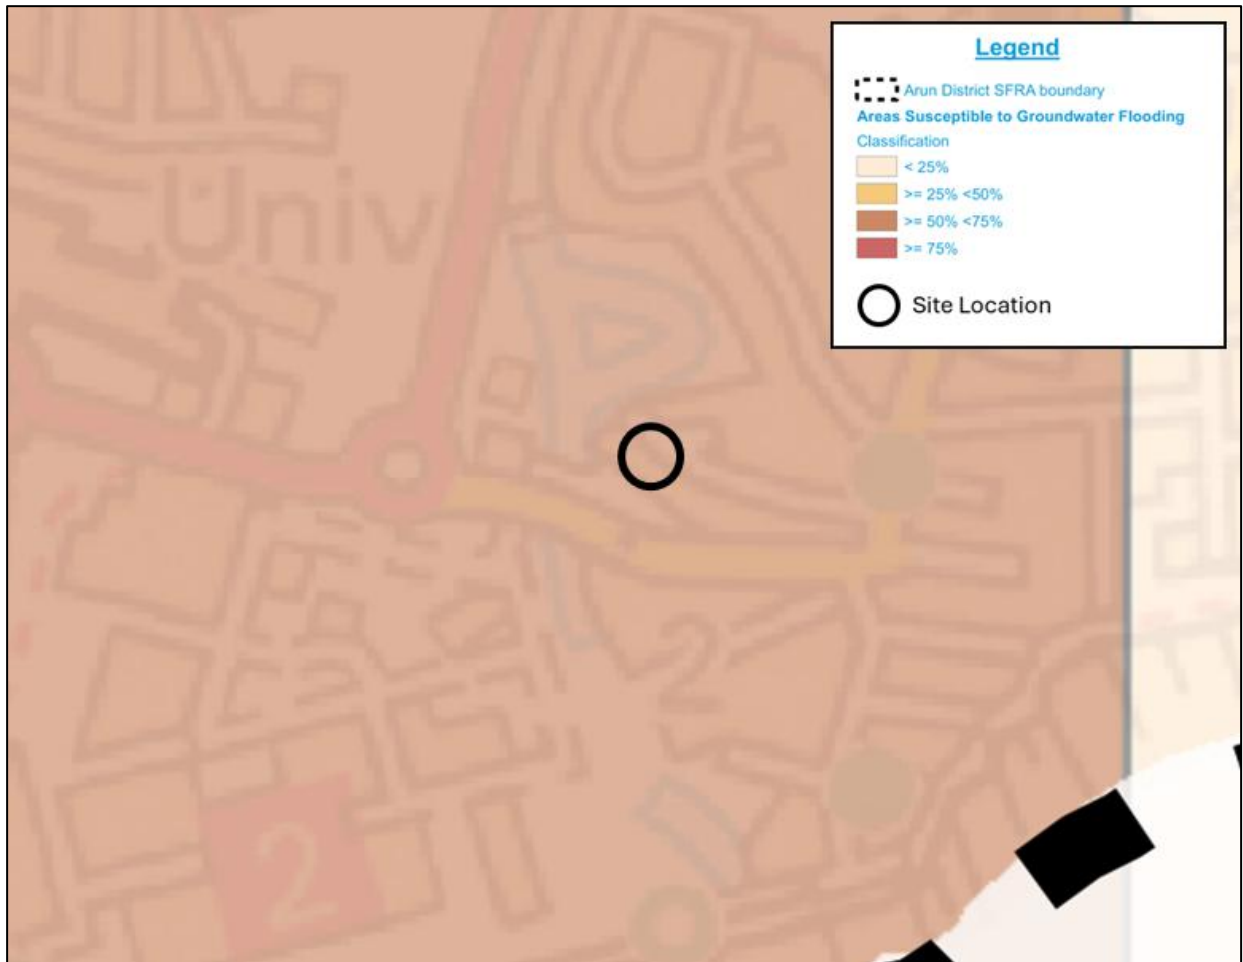 Legend
Arun District SFRA boundary
Areas Susceptible to Groundwater Flooding
Classification
< 25%
>= 25% <50%
>= 50% <75%
>= 75%
Site Location
Univ
2
2